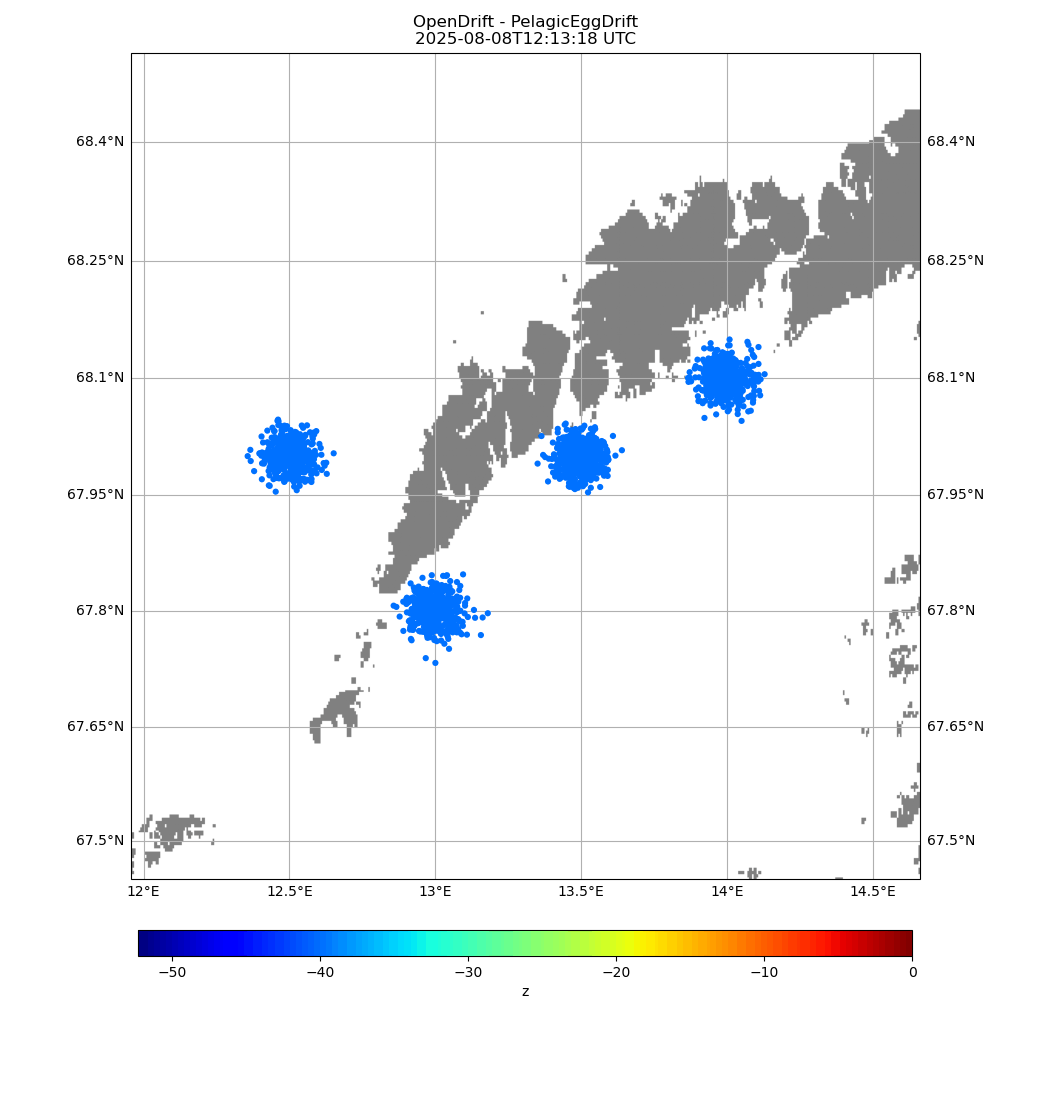 OpenDrift - PelagicEggDrift
2025-08-08T12:13:18 UTC
68.4°N 68.4°N
68.25°N 68.25°N
68.1°N 68.1°N
67.95°N 67.95°N
67.8°N 67.8°N
67.65°N 67.65°N
67.5°N 67.5°N
12°E 12.5°E 13°E 13.5°E 14°E 14.5°E
−50 −40 −30 −20 −10 0
z